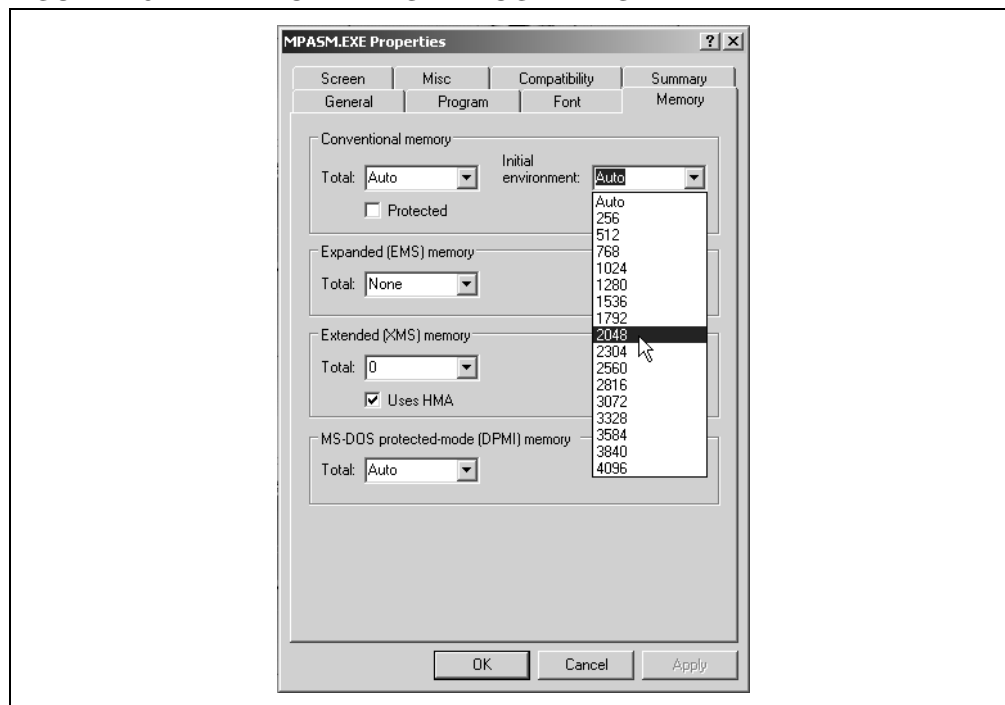 MPASM.EXE Properties
Screen Misc Compatibility Summary
General Program Font Memory
Conventional memory
Total: Auto Initial environment: Auto
Protected
Auto
256
512
768
1024
1280
1536
1792
2048
2304
2560
2816
3072
3328
3584
3840
4096
Expanded (EMS) memory
Total: None
Extended (XMS) memory
Total: 0
Uses HMA
MS-DOS protected-mode (DPMI) memory
Total: Auto
OK Cancel Apply